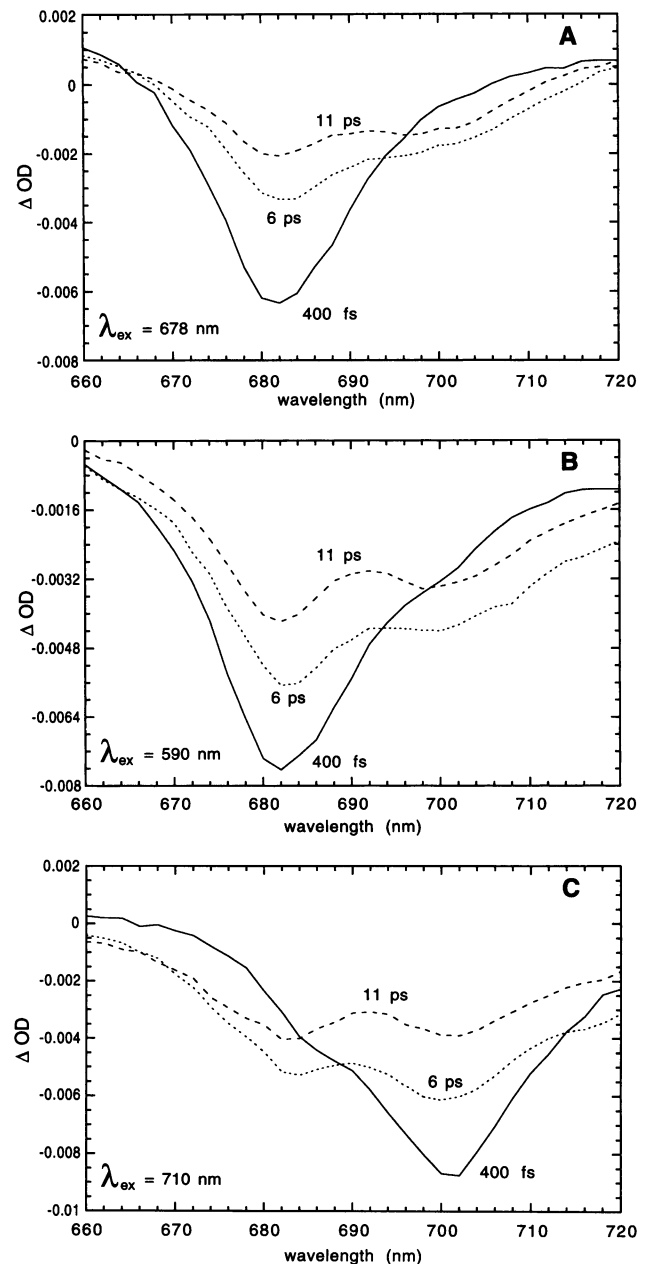 A
0.002
0
-0.002
-0.004
-0.006
-0.008
Δ OD
11 ps
6 ps
400 fs
λex = 678 nm
660 670 680 690 700 710 720
wavelength (nm)
B
0
-0.0016
-0.0032
-0.0048
-0.0064
-0.008
Δ OD
11 ps
6 ps
400 fs
λex = 590 nm
660 670 680 690 700 710 720
wavelength (nm)
C
0.002
0
-0.002
-0.004
-0.006
-0.008
-0.01
Δ OD
11 ps
6 ps
400 fs
λex = 710 nm
660 670 680 690 700 710 720
wavelength (nm)